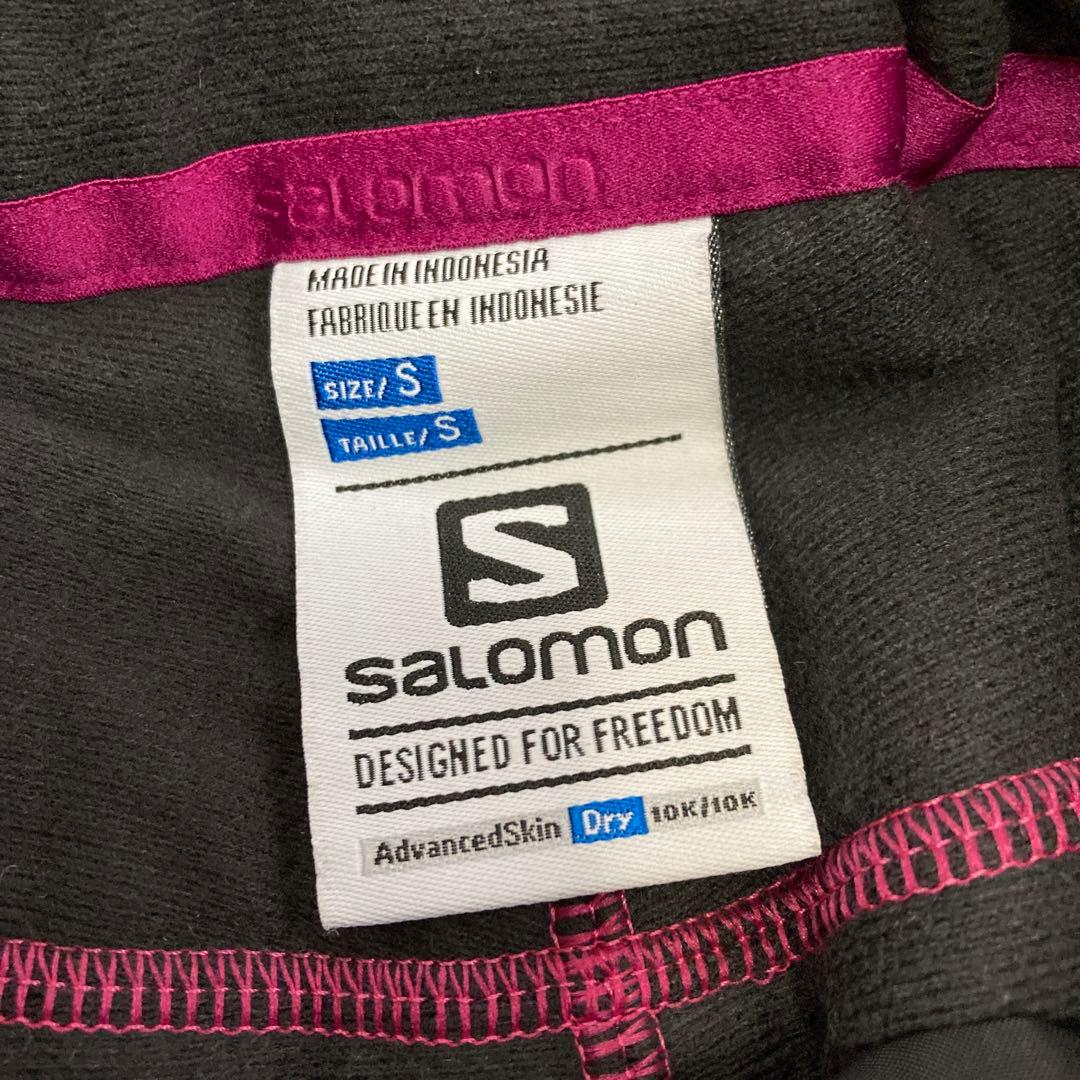 salomon
MADE IN INDONESIA
FABRIQUE EN INDONESIE
SIZE/ S
TAILLE/ S
S
salomon
DESIGNED FOR FREEDOM
AdvancedSkin Dry 10K/10K